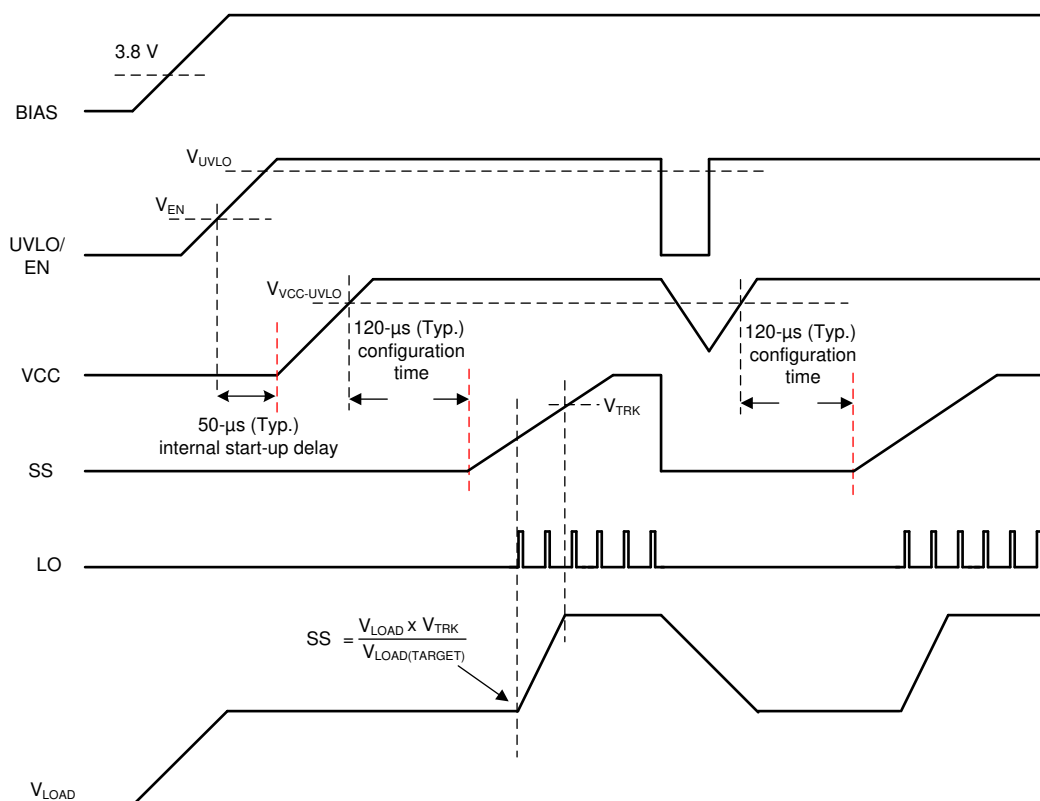 3.8 V
BIAS
VUVLO
VEN
UVLO/
EN
VVCC-UVLO
120-µs (Typ.)
configuration
time
120-µs (Typ.)
configuration
time
VCC
VTRK
50-µs (Typ.)
internal start-up delay
SS
LO
SS = VLOAD x VTRK
VLOAD(TARGET)
VLOAD